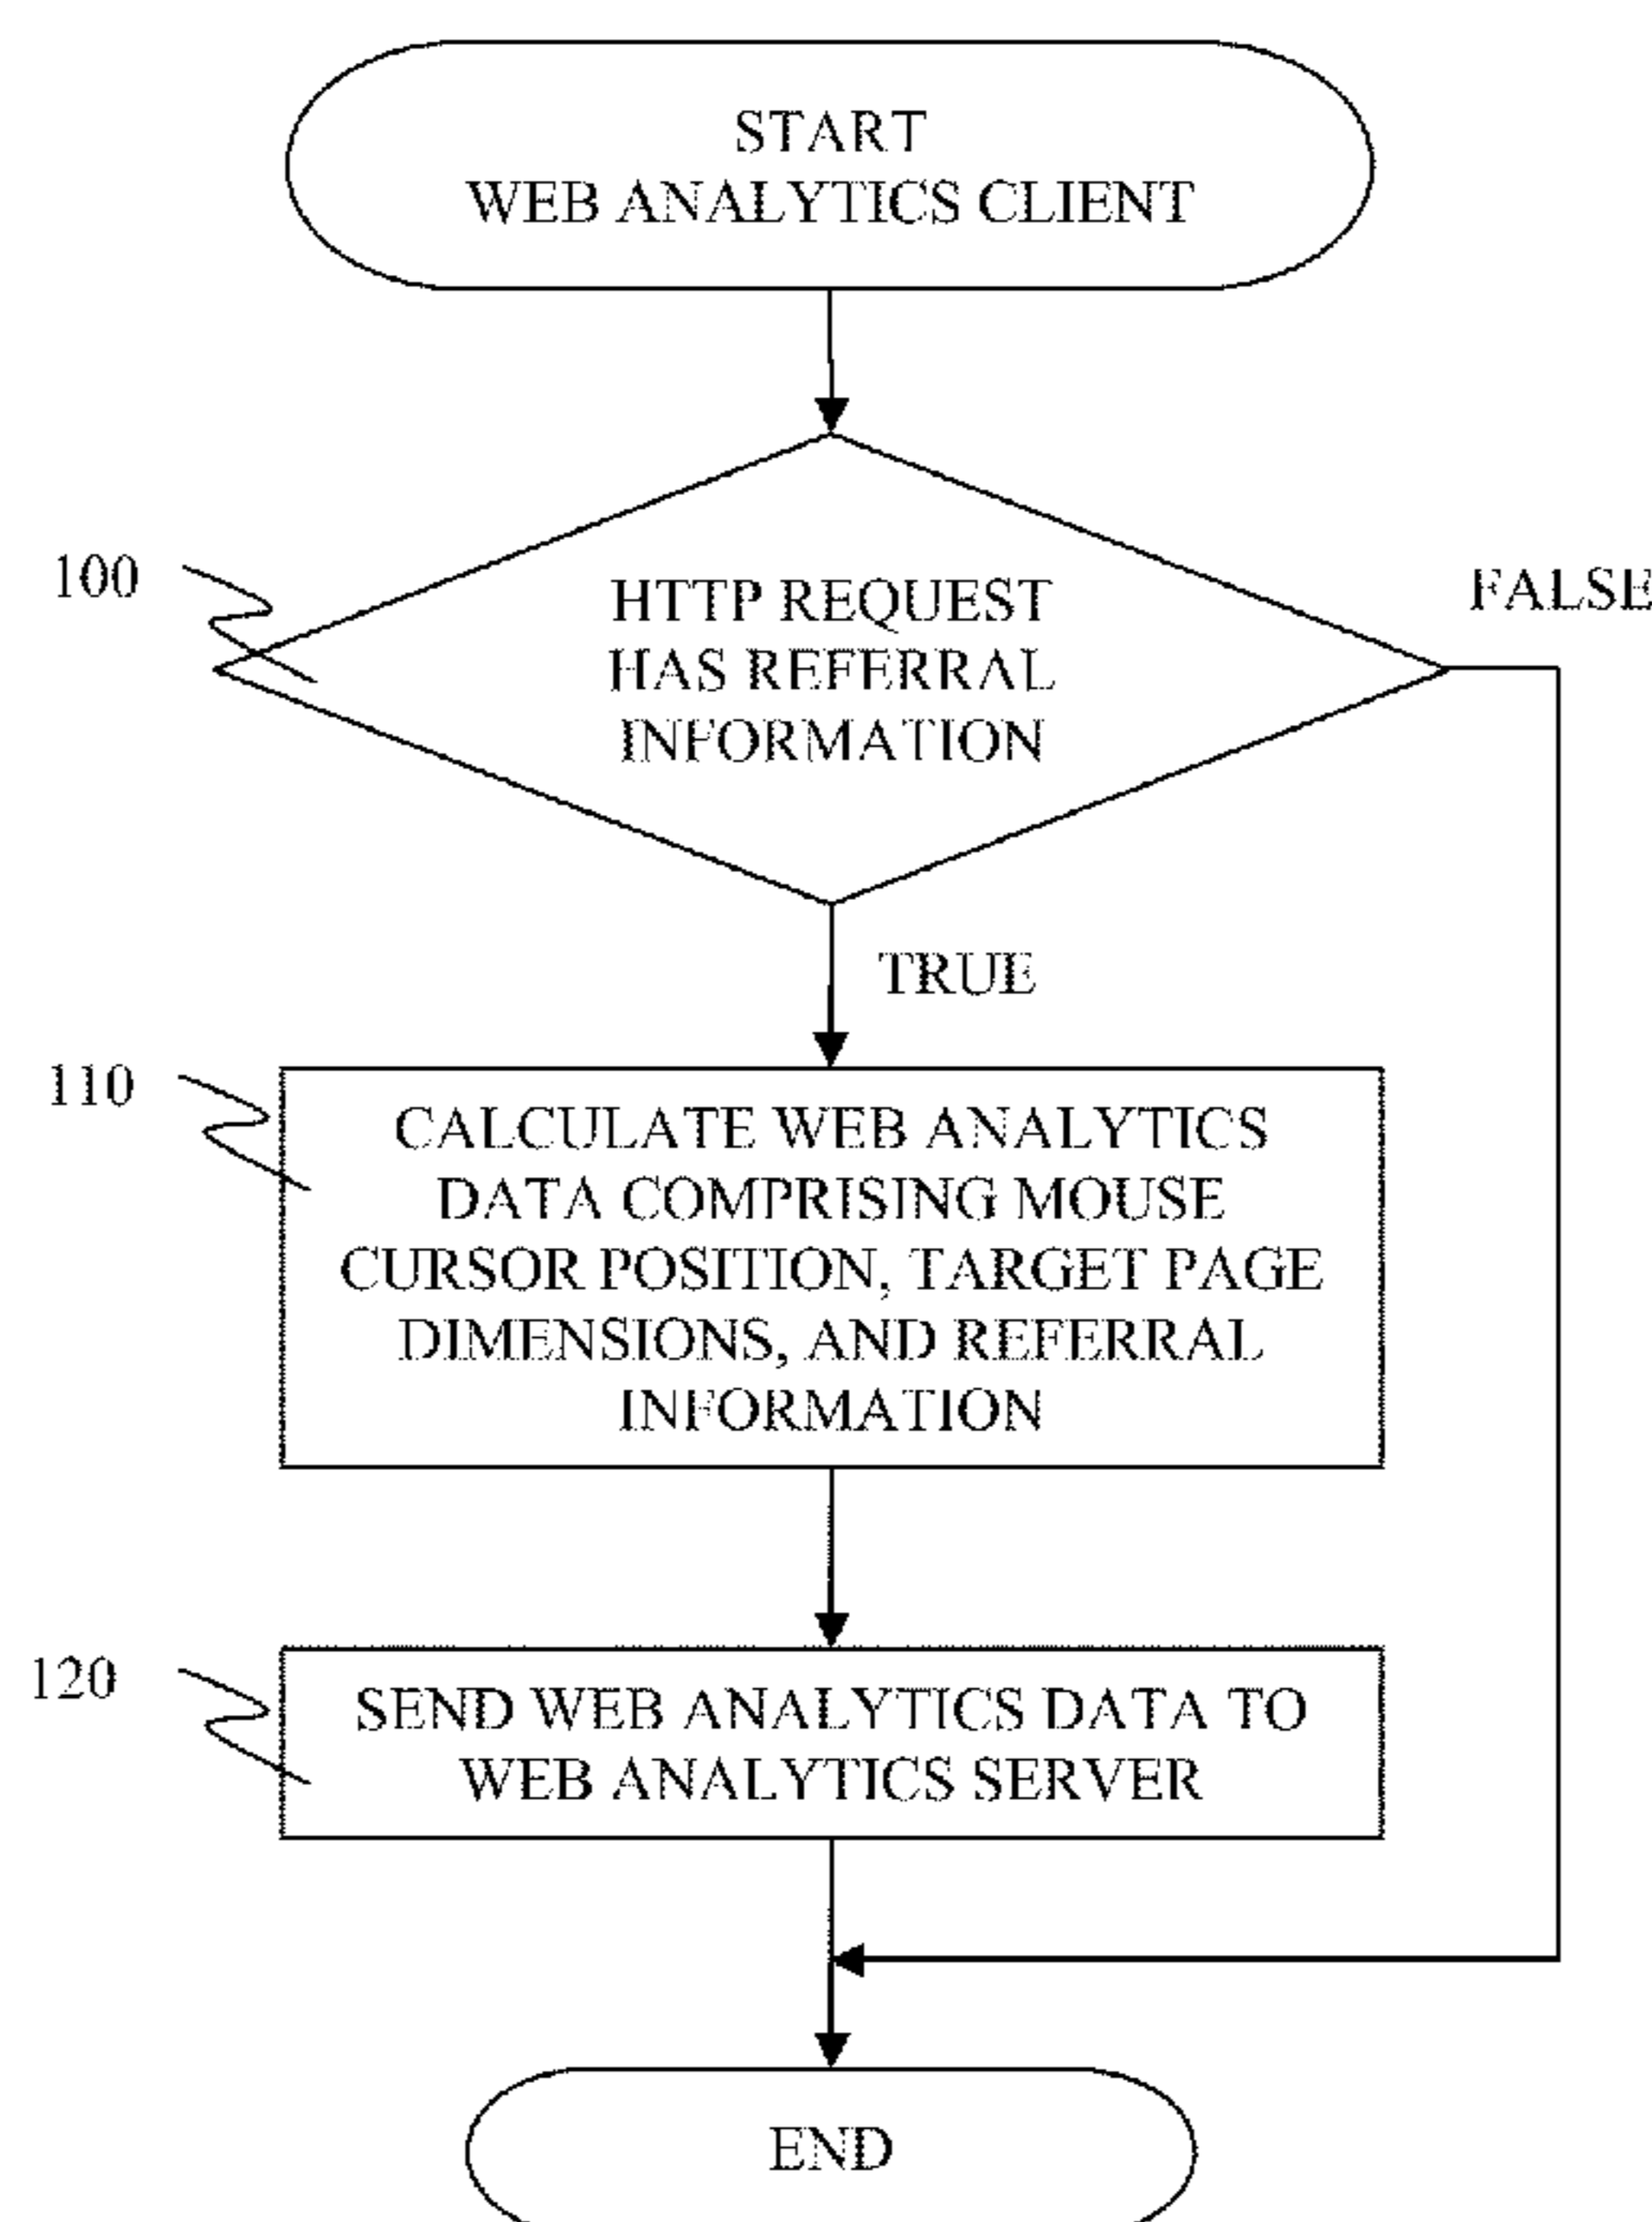 START
WEB ANALYTICS CLIENT
100
HTTP REQUEST
HAS REFERRAL
INFORMATION
FALSE
TRUE
110
CALCULATE WEB ANALYTICS
DATA COMPRISING MOUSE
CURSOR POSITION, TARGET PAGE
DIMENSIONS, AND REFERRAL
INFORMATION
120
SEND WEB ANALYTICS DATA TO
WEB ANALYTICS SERVER
END